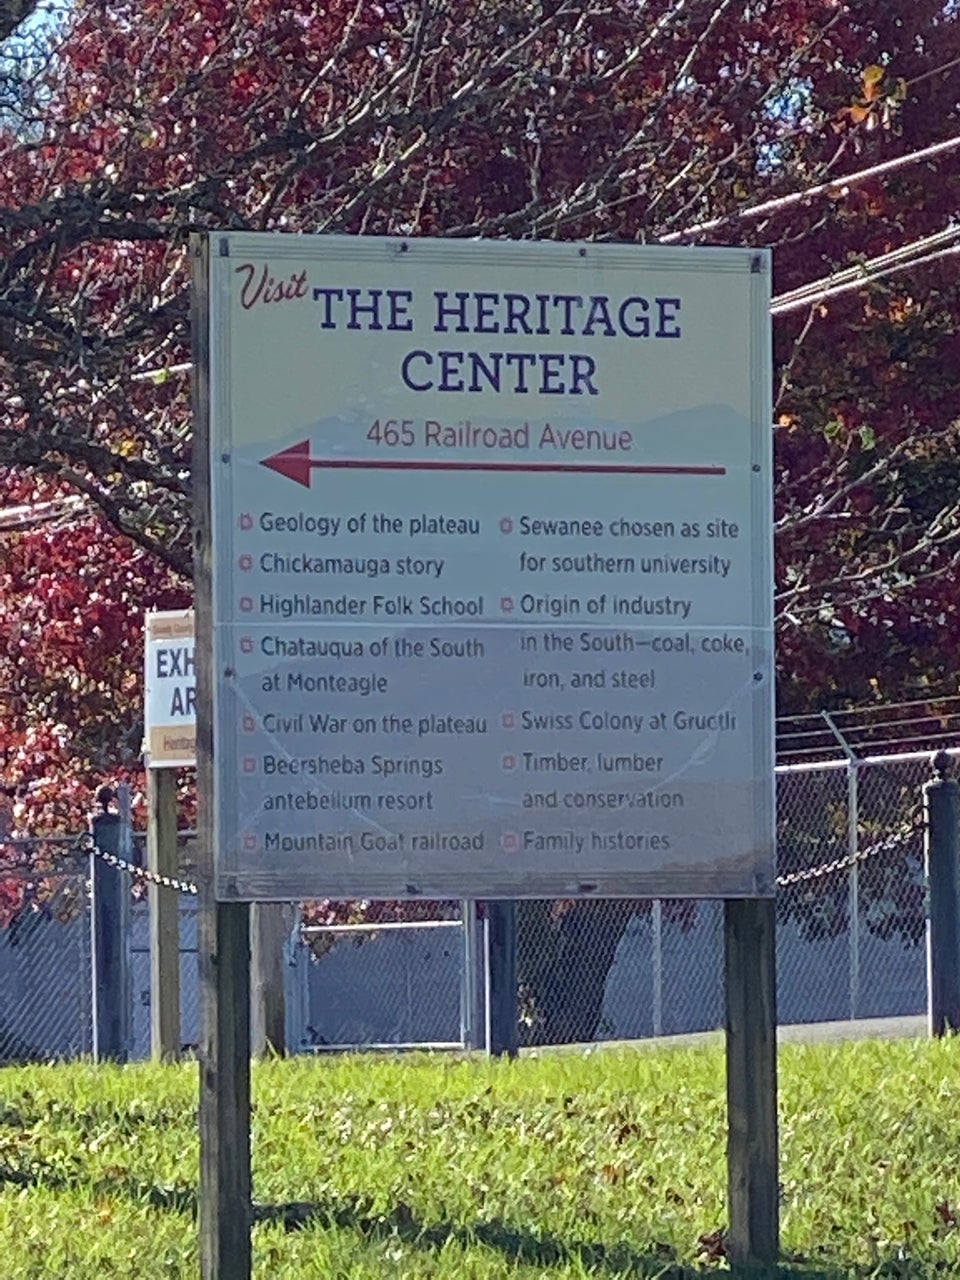 Visit
THE HERITAGE
CENTER
465 Railroad Avenue
Geology of the plateau
Chickamauga story
Highlander Folk School
Chatauqua of the South
at Monteagle
Civil War on the plateau
Beersheba Springs
antebellum resort
Mountain Goat railroad
Sewanee chosen as site
for southern university
Origin of industry
in the South—coal, coke,
iron, and steel
Swiss Colony at Gruetli
Timber, lumber
and conservation
Family histories
EXH
AR
Heritag